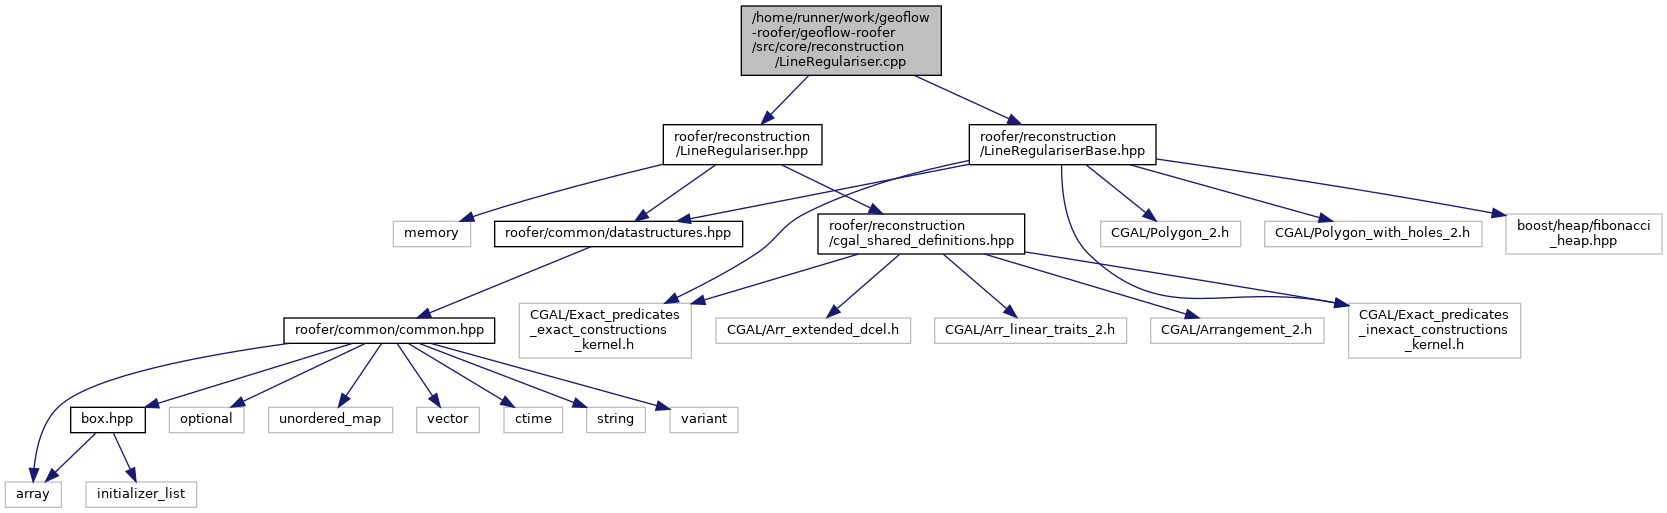 /home/runner/work/geoflow
-roofer/geoflow-roofer
/src/core/reconstruction
/LineRegulariser.cpp
roofer/reconstruction
/LineRegulariser.hpp
roofer/reconstruction
/LineRegulariserBase.hpp
memory
roofer/common/datastructures.hpp
roofer/reconstruction
/cgal_shared_definitions.hpp
CGAL/Polygon_2.h
CGAL/Polygon_with_holes_2.h
boost/heap/fibonacci
_heap.hpp
roofer/common/common.hpp
CGAL/Exact_predicates
_exact_constructions
_kernel.h
CGAL/Arr_extended_dcel.h
CGAL/Arr_linear_traits_2.h
CGAL/Arrangement_2.h
CGAL/Exact_predicates
_inexact_constructions
_kernel.h
box.hpp
optional
unordered_map
vector
ctime
string
variant
array
initializer_list